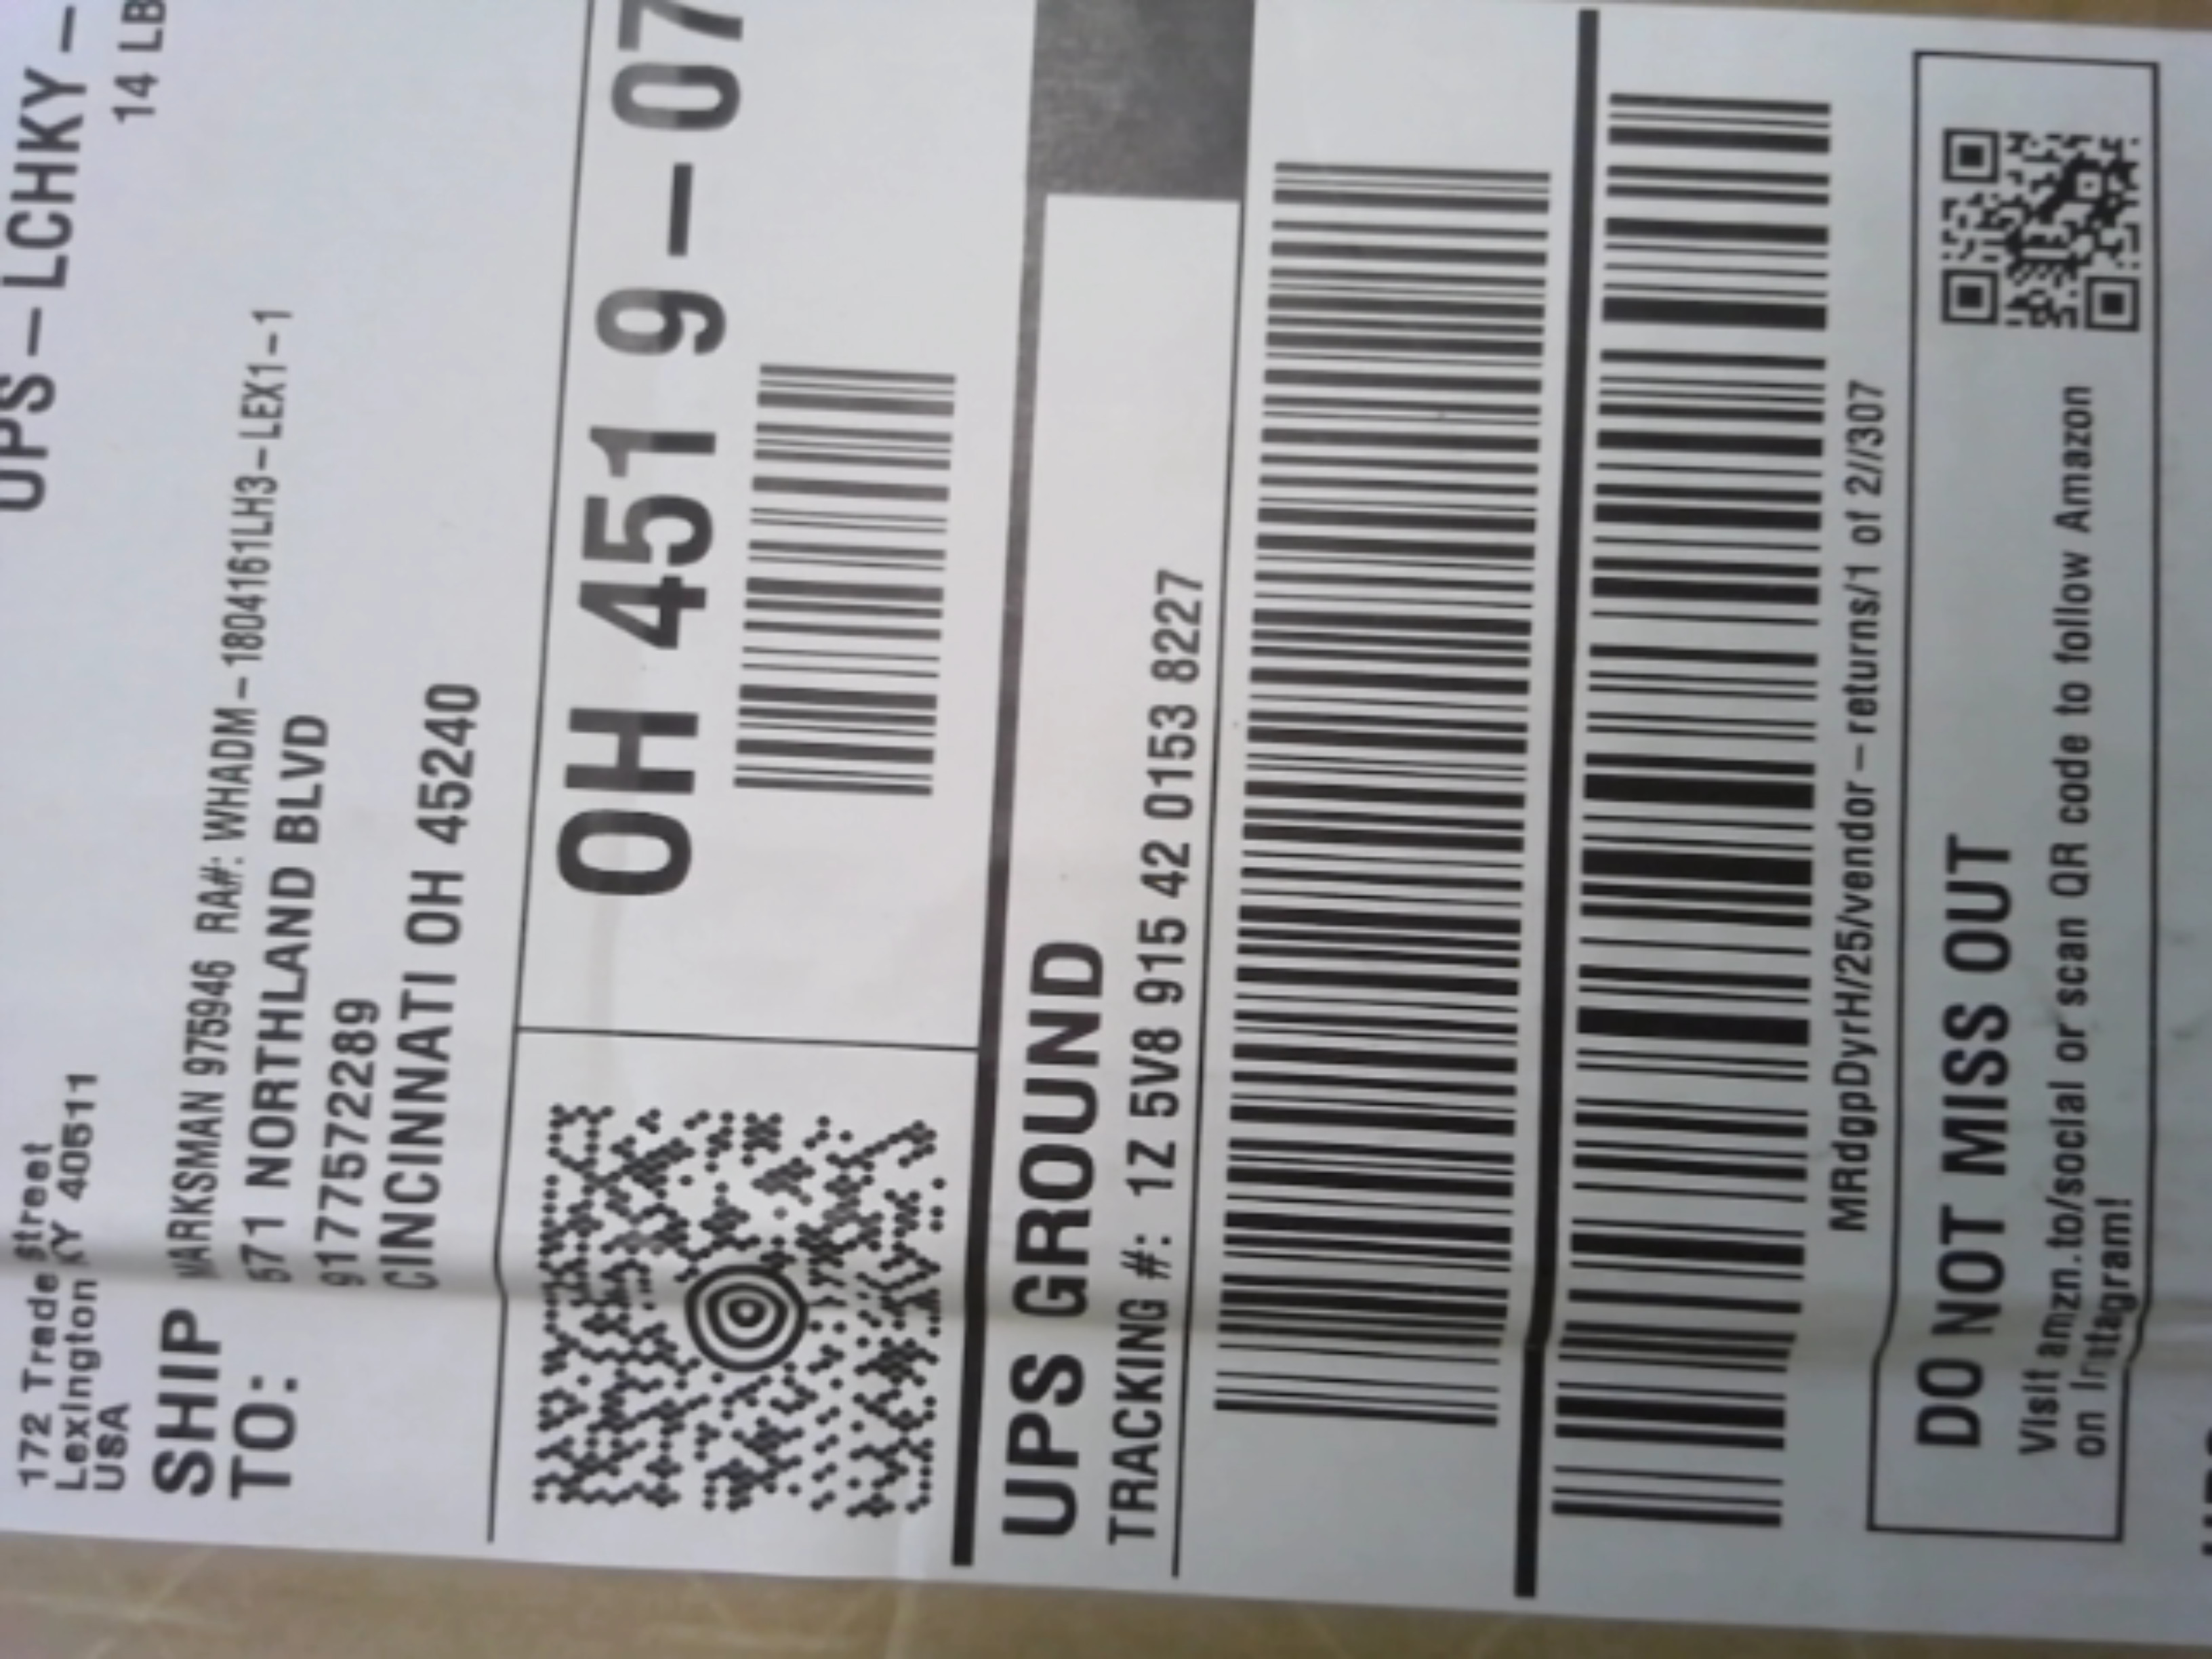 UPS-LCHKY-
14 LB
172 Trade Street
Lexington KY 40511
USA
SHIP TO:
MARKSMAN 975946 RA#: WHADM-1804161LH3-LEX1-1
671 NORTHLAND BLVD
9177572289
CINCINNATI OH 45240
OH 451 9-07
UPS GROUND
TRACKING #: 1Z 5V8 915 42 0153 8227
MRdgpDyrH/25/vendor-returns/1 of 2//307
DO NOT MISS OUT
Visit amzn.to/social or scan QR code to follow Amazon
on Instagram!